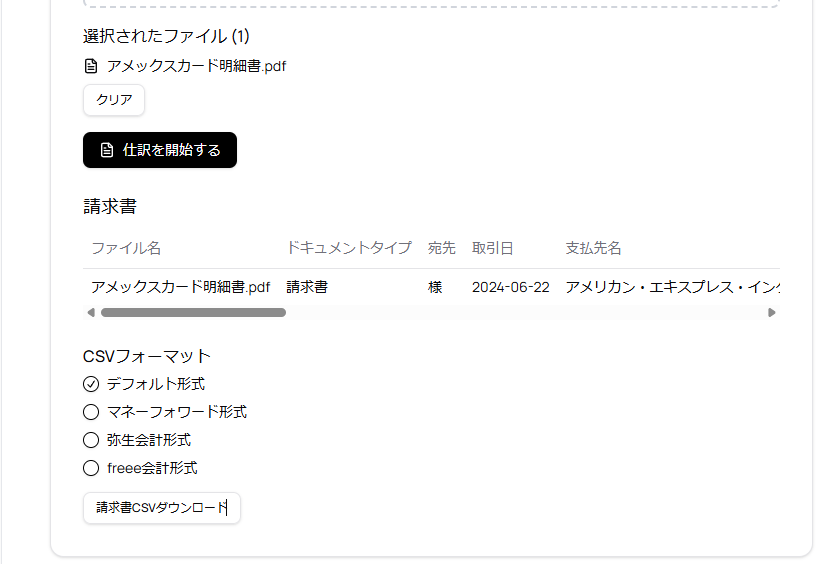 選択されたファイル (1)
アメックスカード明細書.pdf
クリア
仕訳を開始する
請求書
ファイル名 ドキュメントタイプ 宛先 取引日 支払先名
アメックスカード明細書.pdf 請求書 様 2024-06-22 アメリカン・エキスプレス・イン
CSVフォーマット
デフォルト形式
マネーフォワード形式
弥生会計形式
freee会計形式
請求書CSVダウンロード